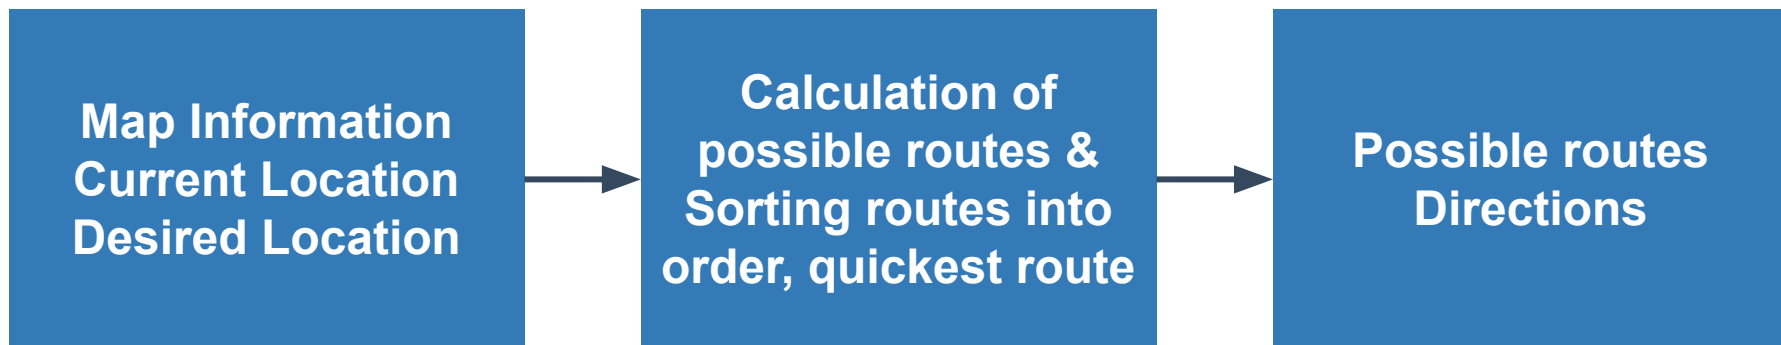 Map Information
Current Location
Desired Location
Calculation of
possible routes &
Sorting routes into
order, quickest route
Possible routes
Directions